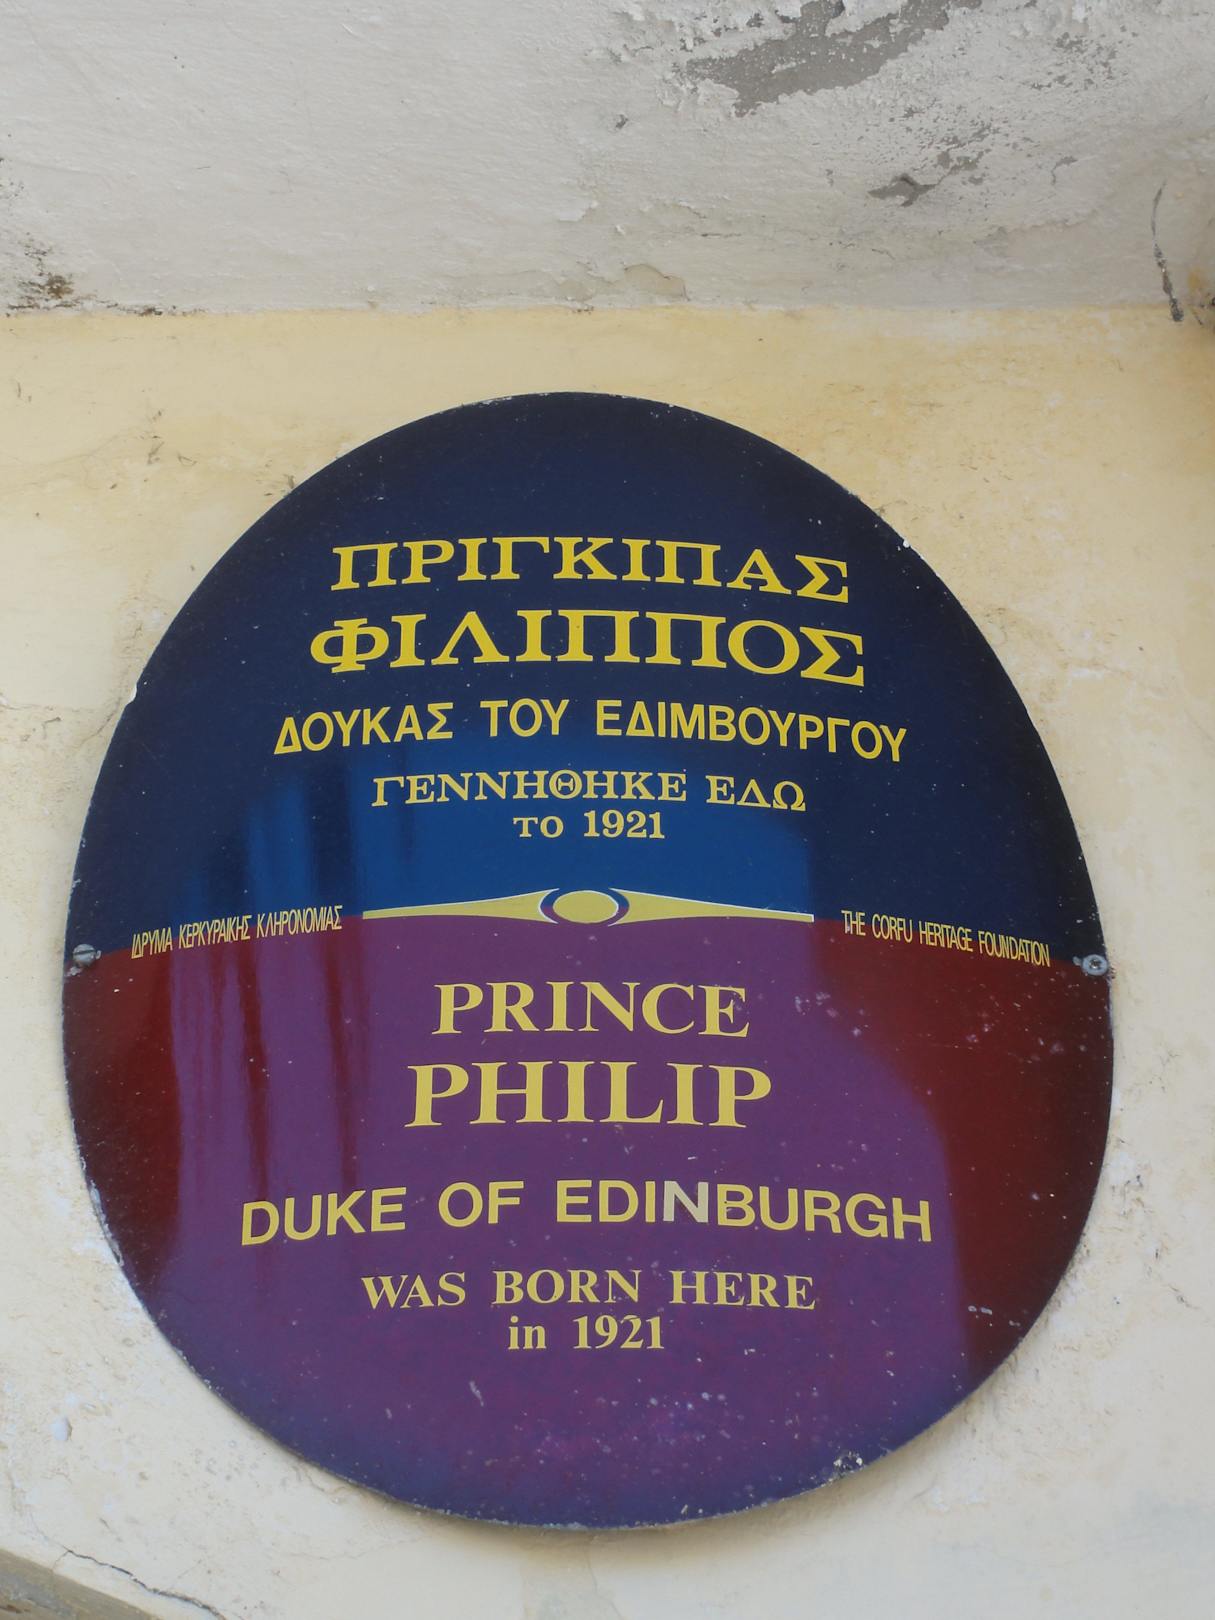 ΠΡΙΓΚΙΠΑΣ
ΦΙΛΙΠΠΟΣ
ΔΟΥΚΑΣ ΤΟΥ ΕΔΙΜΒΟΥΡΓΟΥ
ΓΕΝΝΗΘΗΚΕ ΕΔΩ
ΤΟ 1921
ΙΔΡΥΜΑ ΚΕΡΚΥΡΑΙΚΗΣ ΚΛΗΡΟΝΟΜΙΑΣ
THE CORFU HERITAGE FOUNDATION
PRINCE
PHILIP
DUKE OF EDINBURGH
WAS BORN HERE
in 1921